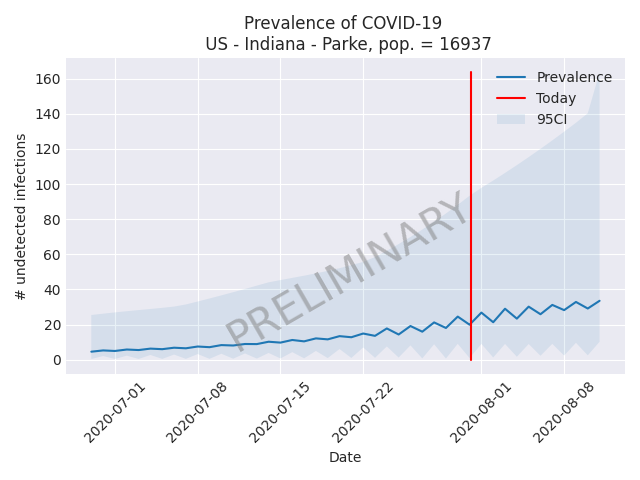 Prevalence of COVID-19
US - Indiana - Parke, pop. = 16937
160
140
120
100
80
60
40
20
0
# undetected infections
Prevalence
Today
95CI
PRELIMINARY
2020-07-01
2020-07-08
2020-07-15
2020-07-22
2020-08-01
2020-08-08
Date